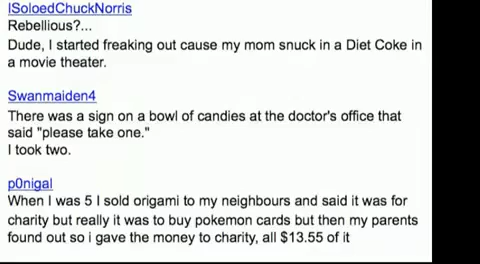 ISoloedChuckNorris
Rebellious?...
Dude, I started freaking out cause my mom snuck in a Diet Coke in
a movie theater.
Swanmaiden4
There was a sign on a bowl of candies at the doctor's office that
said "please take one."
I took two.
p0nigal
When I was 5 I sold origami to my neighbours and said it was for
charity but really it was to buy pokemon cards but then my parents
found out so i gave the money to charity, all $13.55 of it